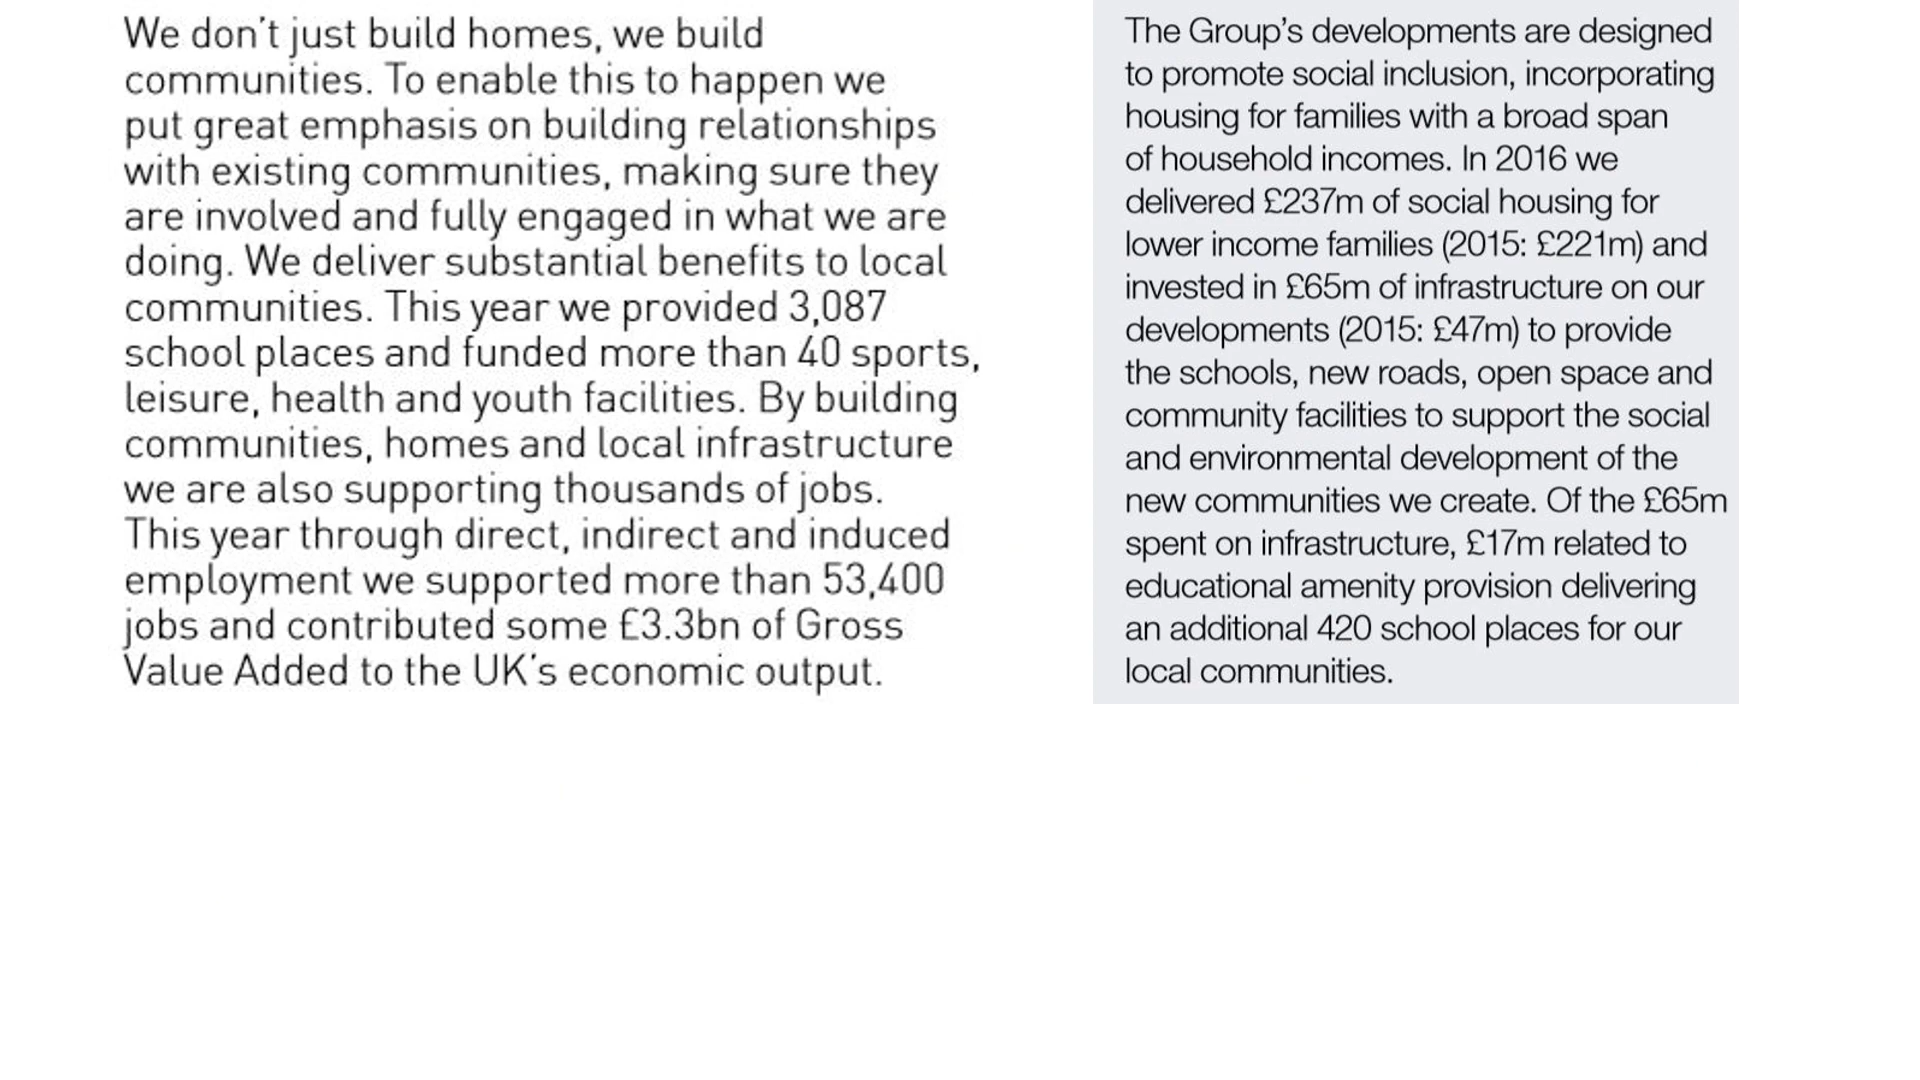 We don't just build homes, we build
communities. To enable this to happen we
put great emphasis on building relationships
with existing communities, making sure they
are involved and fully engaged in what we are
doing. We deliver substantial benefits to local
communities. This year we provided 3,087
school places and funded more than 40 sports,
leisure, health and youth facilities. By building
communities, homes and local infrastructure
we are also supporting thousands of jobs.
This year through direct, indirect and induced
employment we supported more than 53,400
jobs and contributed some £3.3bn of Gross
Value Added to the UK's economic output.
The Group's developments are designed
to promote social inclusion, incorporating
housing for families with a broad span
of household incomes. In 2016 we
delivered £237m of social housing for
lower income families (2015: £221m) and
invested in £65m of infrastructure on our
developments (2015: £47m) to provide
the schools, new roads, open space and
community facilities to support the social
and environmental development of the
new communities we create. Of the £65m
spent on infrastructure, £17m related to
educational amenity provision delivering
an additional 420 school places for our
local communities.